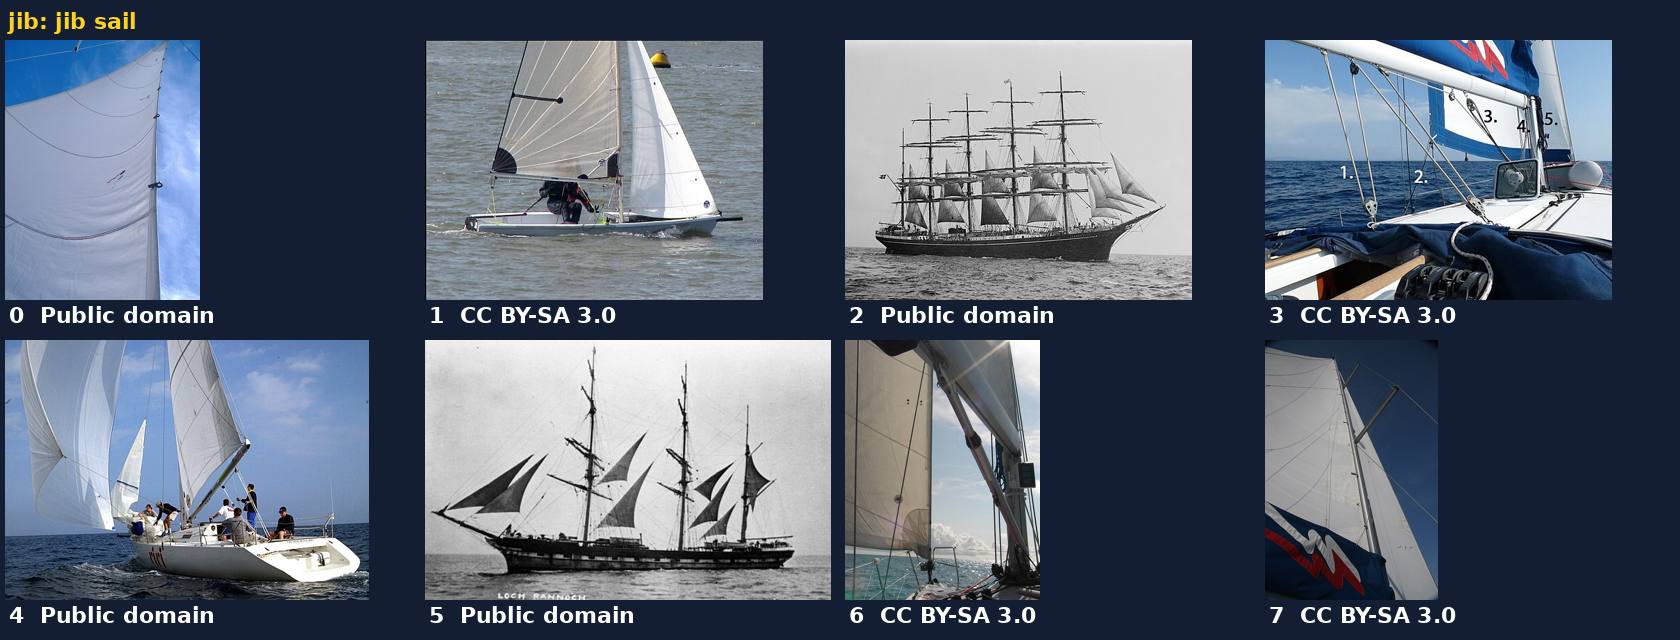 jib: jib sail
0 Public domain
1 CC BY-SA 3.0
2 Public domain
3. 4. 5.
1. 2.
3 CC BY-SA 3.0
4 Public domain
LOCH RANNOCH
5 Public domain
6 CC BY-SA 3.0
7 CC BY-SA 3.0